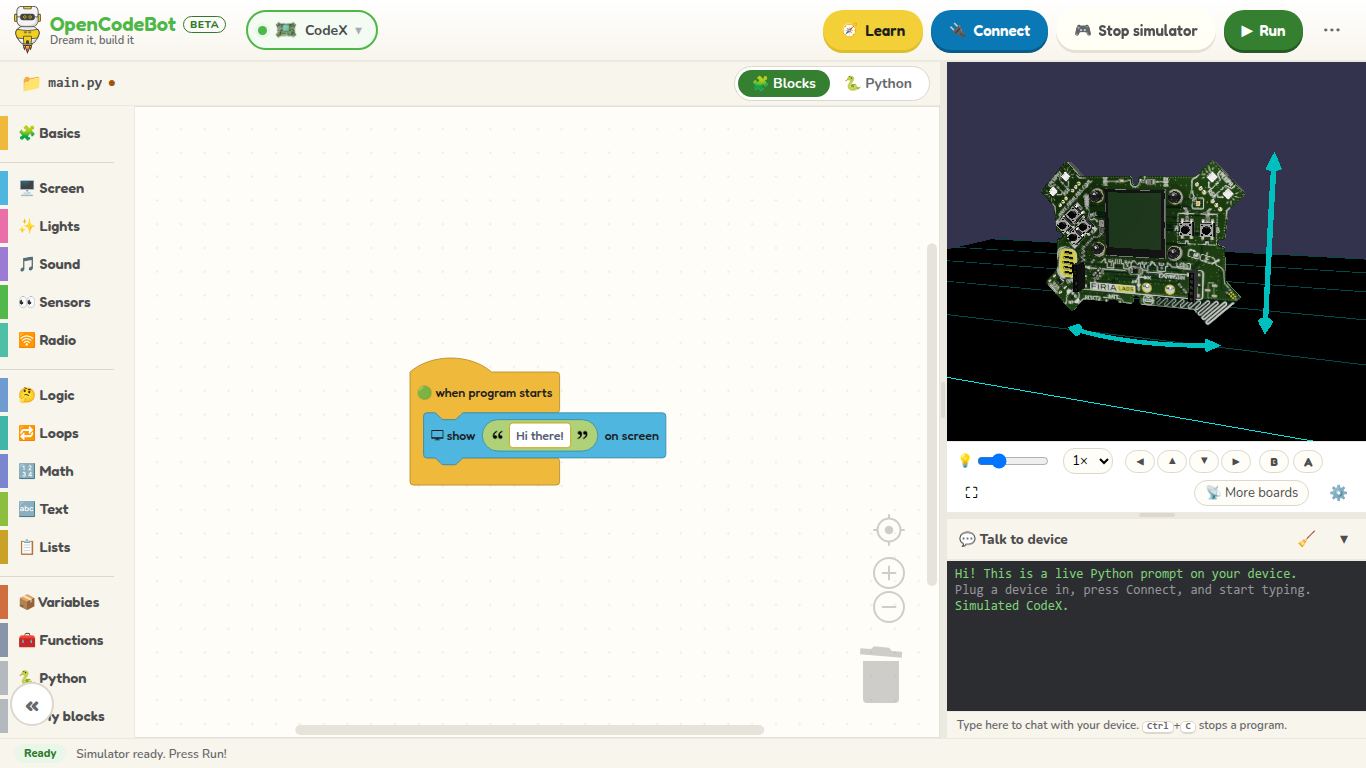 OpenCodeBot BETA
Dream it, build it
CodeX ▾
Learn
Connect
Stop simulator
▶ Run
...
main.py
Blocks
Python
Basics
Screen
Lights
Sound
Sensors
Radio
Logic
Loops
Math
Text
Lists
Variables
Functions
Python
y blocks
«
when program starts
show “ Hi there! ” on screen
CodeX
FIRIA LABS
1×
B
A
More boards
Talk to device
Hi! This is a live Python prompt on your device.
Plug a device in, press Connect, and start typing.
Simulated CodeX.
Type here to chat with your device. Ctrl + C stops a program.
Ready
Simulator ready. Press Run!